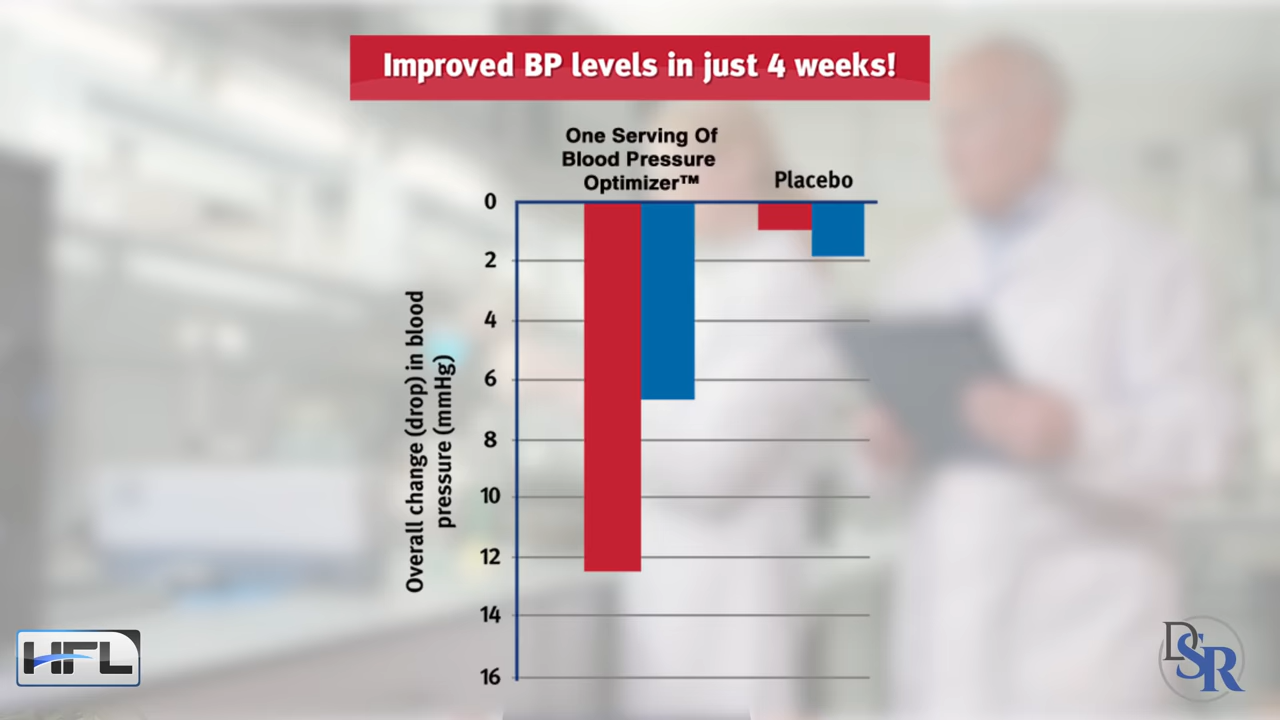 Improved BP levels in just 4 weeks!
One Serving Of
Blood Pressure
Optimizer™
Placebo
0
2
4
6
8
10
12
14
16
Overall change (drop) in blood
pressure (mmHg)
HFL
DSR